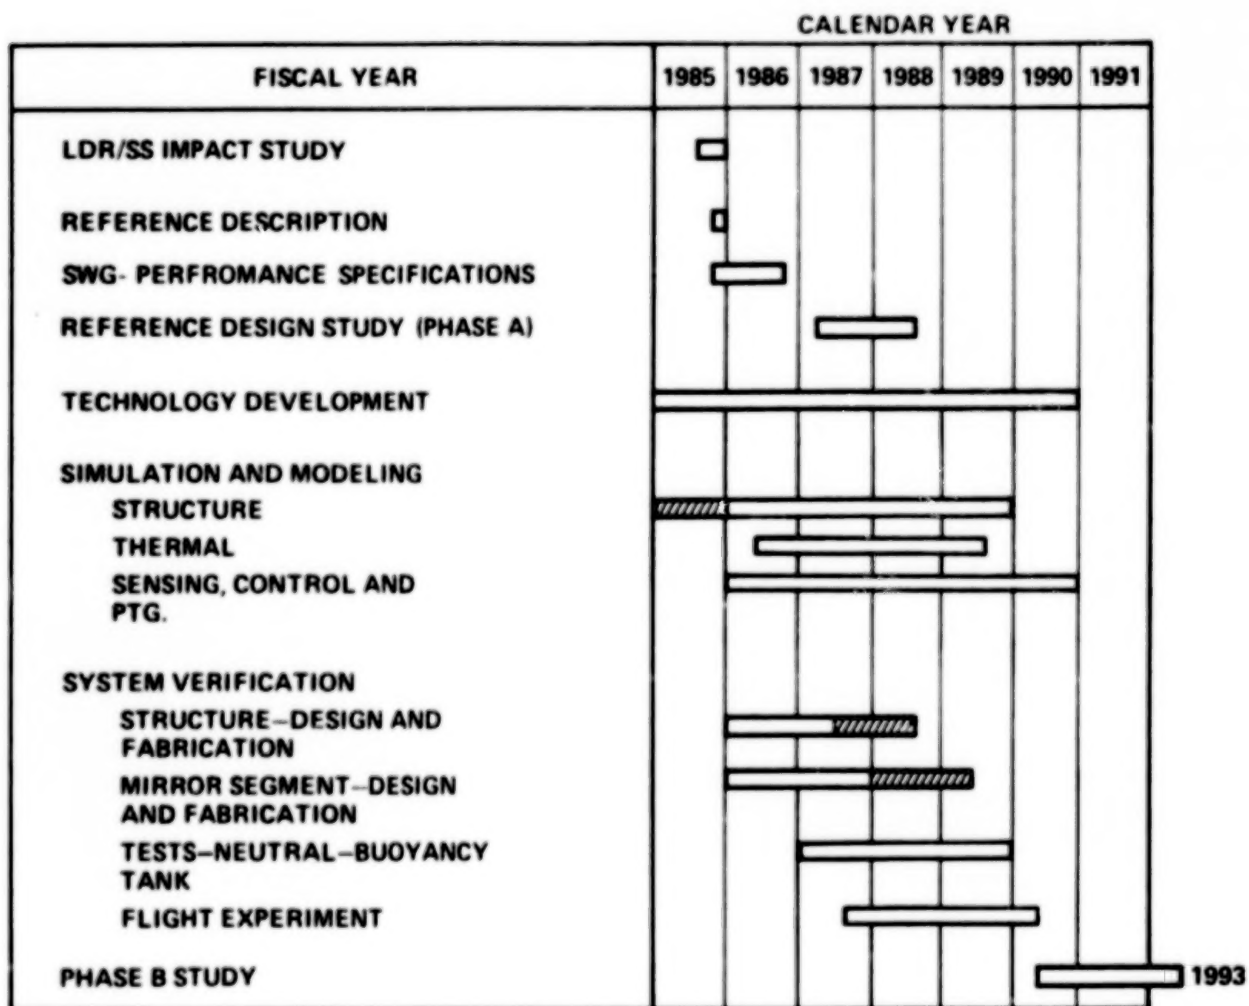 CALENDAR YEAR
FISCAL YEAR 1985 1986 1987 1988 1989 1990 1991
LDR/SS IMPACT STUDY
REFERENCE DESCRIPTION
SWG- PERFROMANCE SPECIFICATIONS
REFERENCE DESIGN STUDY (PHASE A)
TECHNOLOGY DEVELOPMENT
SIMULATION AND MODELING
STRUCTURE
THERMAL
SENSING, CONTROL AND
PTG.
SYSTEM VERIFICATION
STRUCTURE–DESIGN AND
FABRICATION
MIRROR SEGMENT–DESIGN
AND FABRICATION
TESTS–NEUTRAL–BUOYANCY
TANK
FLIGHT EXPERIMENT
PHASE B STUDY 1993